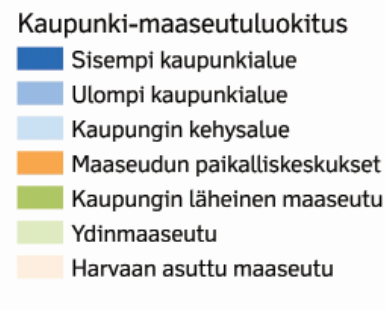 Kaupunki-maaseutuluokitus
Sisempi kaupunkialue
Ulompi kaupunkialue
Kaupungin kehysalue
Maaseudun paikalliskeskukset
Kaupungin läheinen maaseutu
Ydinmaaseutu
Harvaan asuttu maaseutu